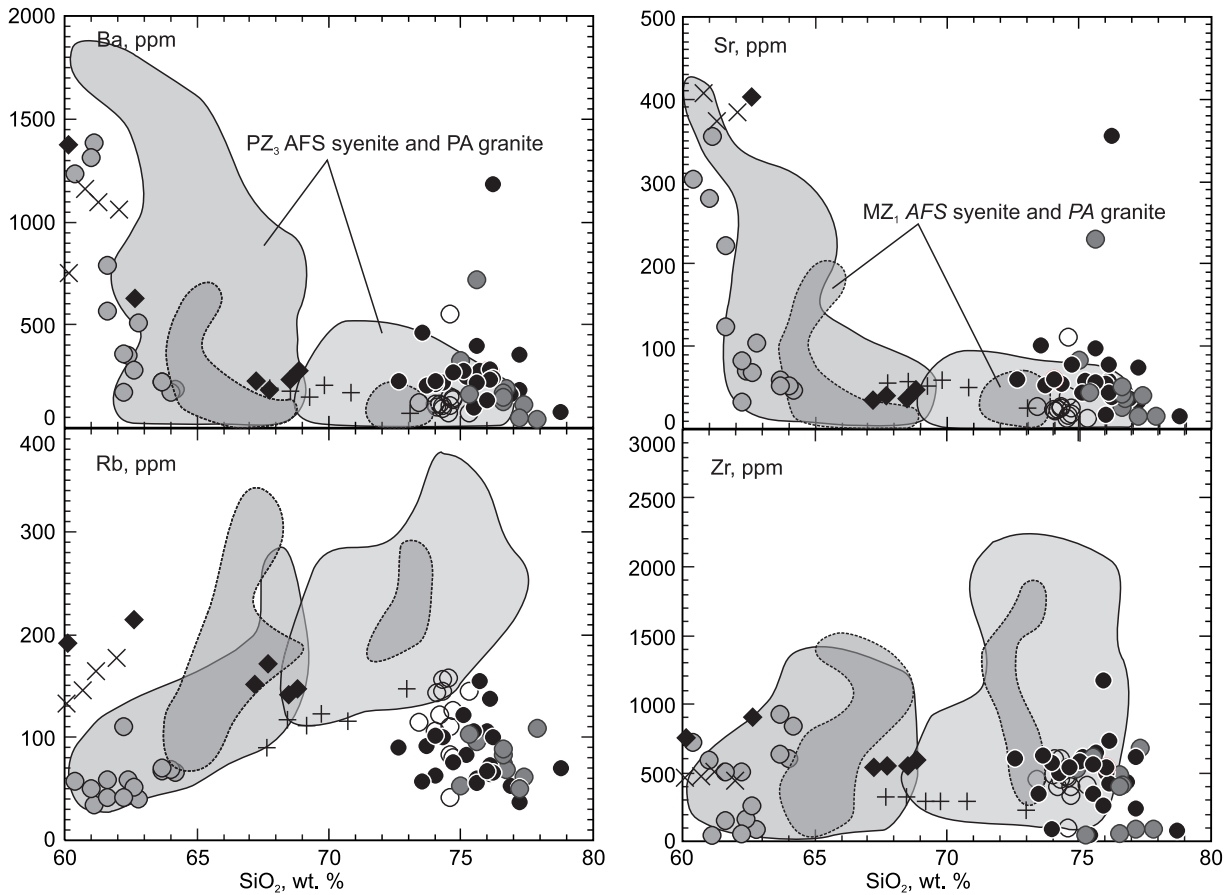 2000
1500
1000
500
0
Ba, ppm
PZ₃ AFS syenite and PA granite
500
400
300
200
100
0
Sr, ppm
MZ₁ AFS syenite and PA granite
400
300
200
100
0
Rb, ppm
60 65 70 75 80
SiO₂, wt. %
3000
2500
2000
1500
1000
500
0
Zr, ppm
60 65 70 75 80
SiO₂, wt. %